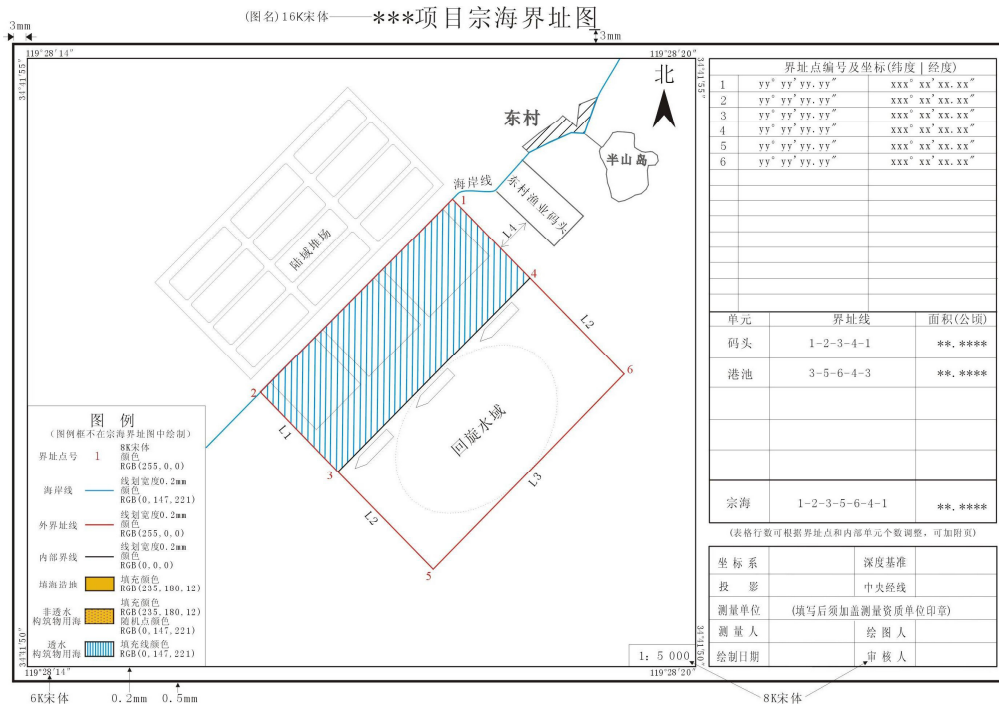 (图名)16K宋体
***项目宗海界址图
3mm
3mm
119°28′14″
119°28′20″
34°41′55″
34°41′55″
北
东村
半山岛
海岸线
东村渔业码头
陆域堆场
1
L4
4
L2
2
6
回旋水域
L1
3
L2
L3
5
图 例
(图例框不在宗海界址图中绘制)
界址点号 1 8K宋体
颜色
RGB(255,0,0)
海岸线 线划宽度0.2mm
颜色
RGB(0,147,221)
外界址线 线划宽度0.2mm
颜色
RGB(255,0,0)
内部界线 线划宽度0.2mm
颜色
RGB(0,0,0)
填海造地 填充颜色
RGB(235,180,12)
非透水
构筑物用海
填充颜色
RGB(235,180,12)
随机点颜色
RGB(0,147,221)
透水
构筑物用海
填充线颜色
RGB(0,147,221)
1: 5 000
34°41′50″
34°41′50″
119°28′14″
119°28′20″
6K宋体
0.2mm
0.5mm
8K宋体
界址点编号及坐标(纬度 | 经度)
1 yy° yy′yy.yy″ xxx° xx′xx.xx″
2 yy° yy′yy.yy″ xxx° xx′xx.xx″
3 yy° yy′yy.yy″ xxx° xx′xx.xx″
4 yy° yy′yy.yy″ xxx° xx′xx.xx″
5 yy° yy′yy.yy″ xxx° xx′xx.xx″
6 yy° yy′yy.yy″ xxx° xx′xx.xx″
单元 界址线 面积(公顷)
码头 1-2-3-4-1 **.****
港池 3-5-6-4-3 **.****
宗海 1-2-3-5-6-4-1 **.****
(表格行数可根据界址点和内部单元个数调整，可加附页)
坐标系 深度基准
投 影 中央经线
测量单位 (填写后须加盖测量资质单位印章)
测量人 绘图人
绘制日期 审核人